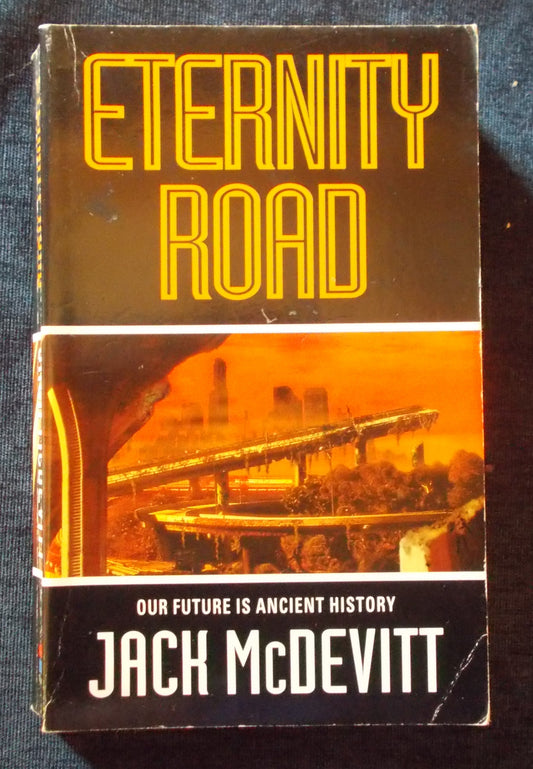 ETERNITY
ROAD
OUR FUTURE IS ANCIENT HISTORY
JACK McDEVITT